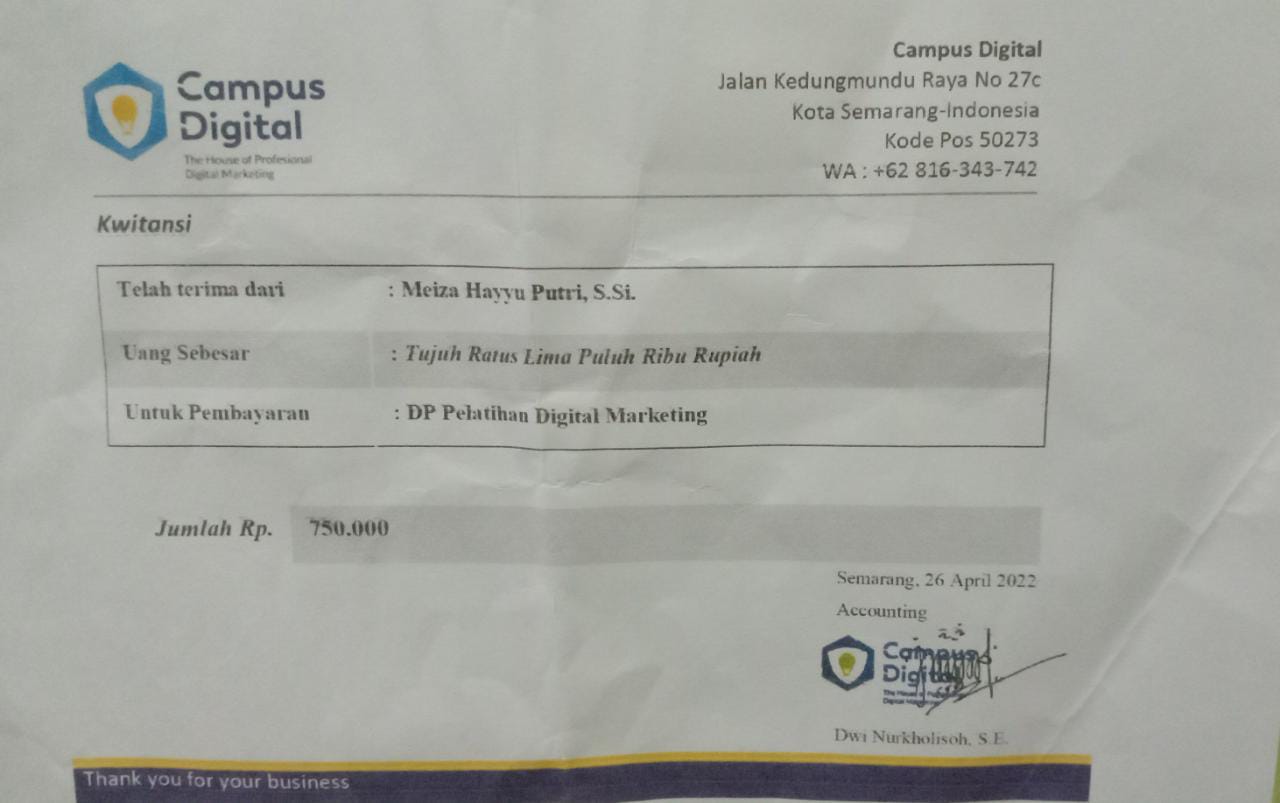 Campus
Digital
The House of Profesional
Digital Marketing
Campus Digital
Jalan Kedungmundu Raya No 27c
Kota Semarang-Indonesia
Kode Pos 50273
WA : +62 816-343-742
Kwitansi
Telah terima dari : Meiza Hayyu Putri, S.Si.
Uang Sebesar : Tujuh Ratus Lima Puluh Ribu Rupiah
Untuk Pembayaran : DP Pelatihan Digital Marketing
Jumlah Rp. 750.000
Semarang, 26 April 2022
Accounting
Campus
Digital
The House
Digital
Dwi Nurkholisoh, S.E.
Thank you for your business